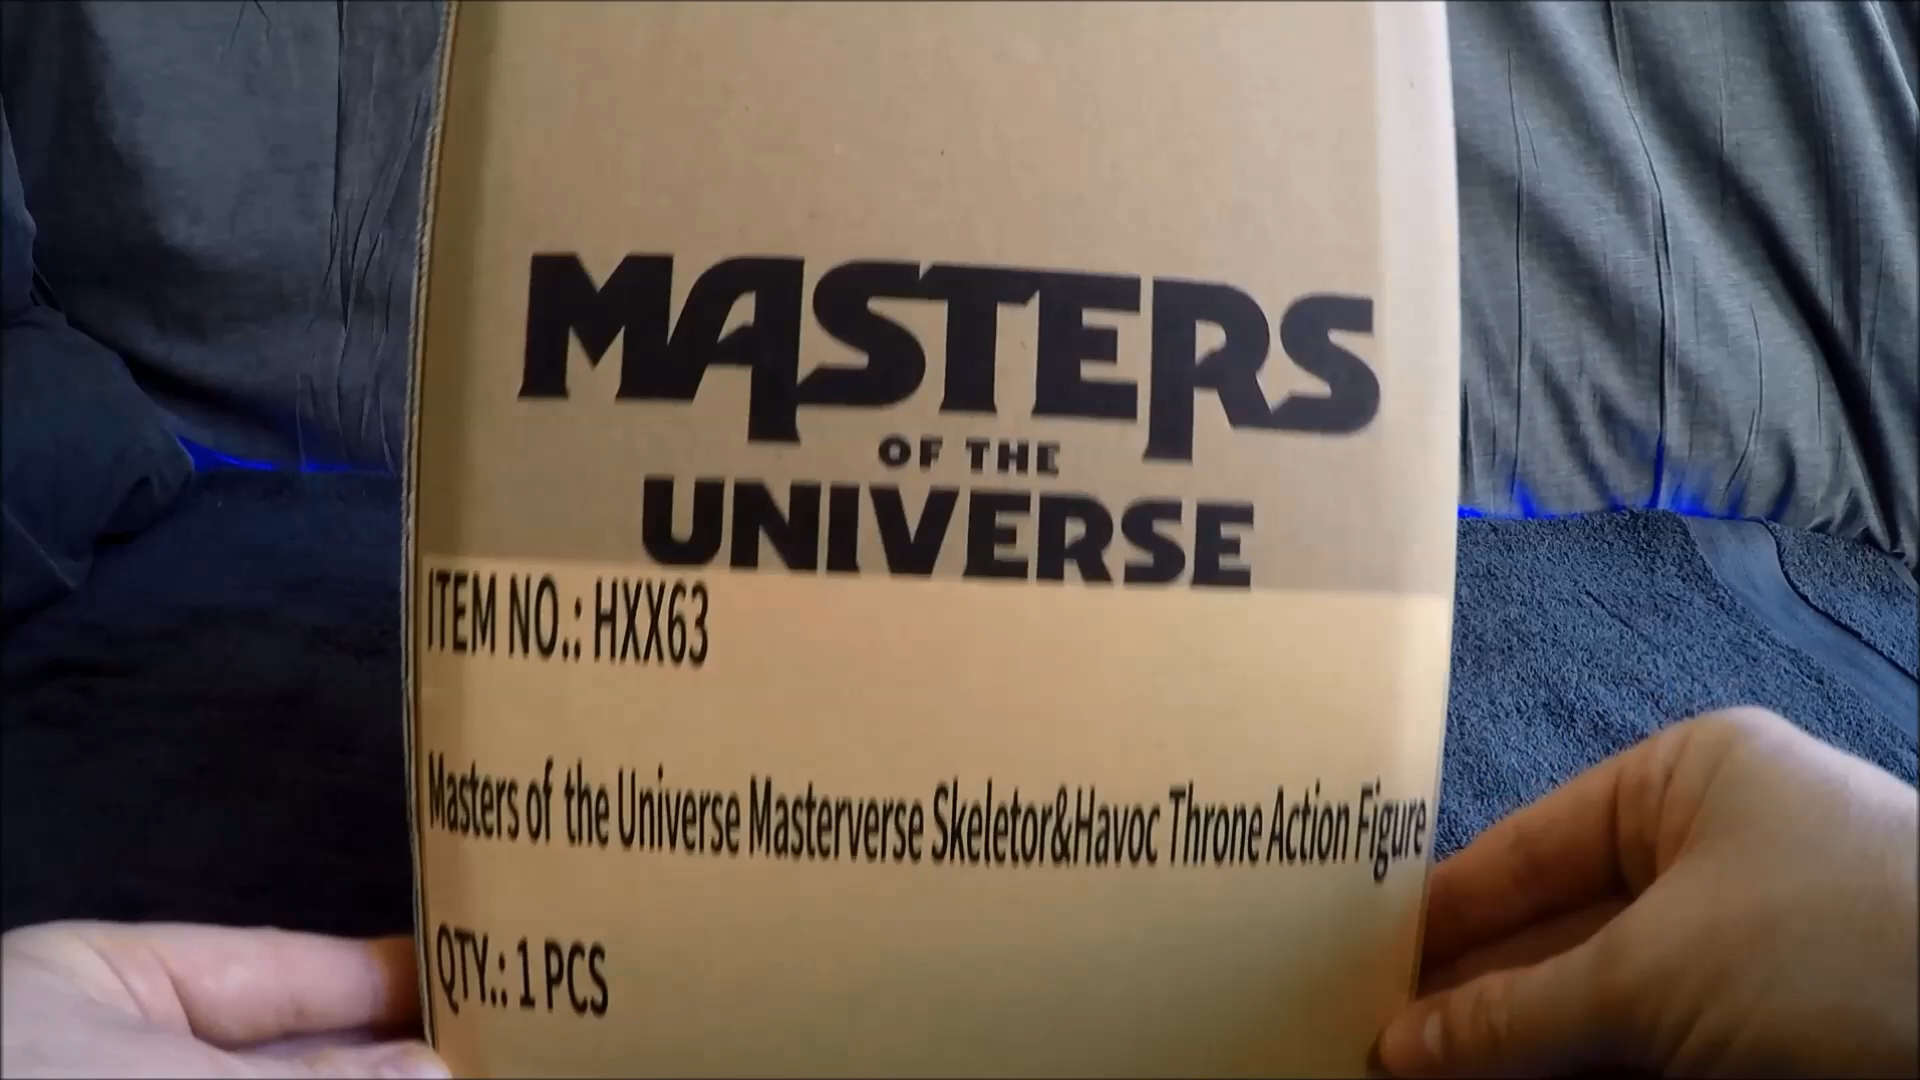 MASTERS
OF THE
UNIVERSE
ITEM NO.: HXX63
Masters of the Universe Masterverse Skeletor&Havoc Throne Action Figure
QTY.: 1 PCS